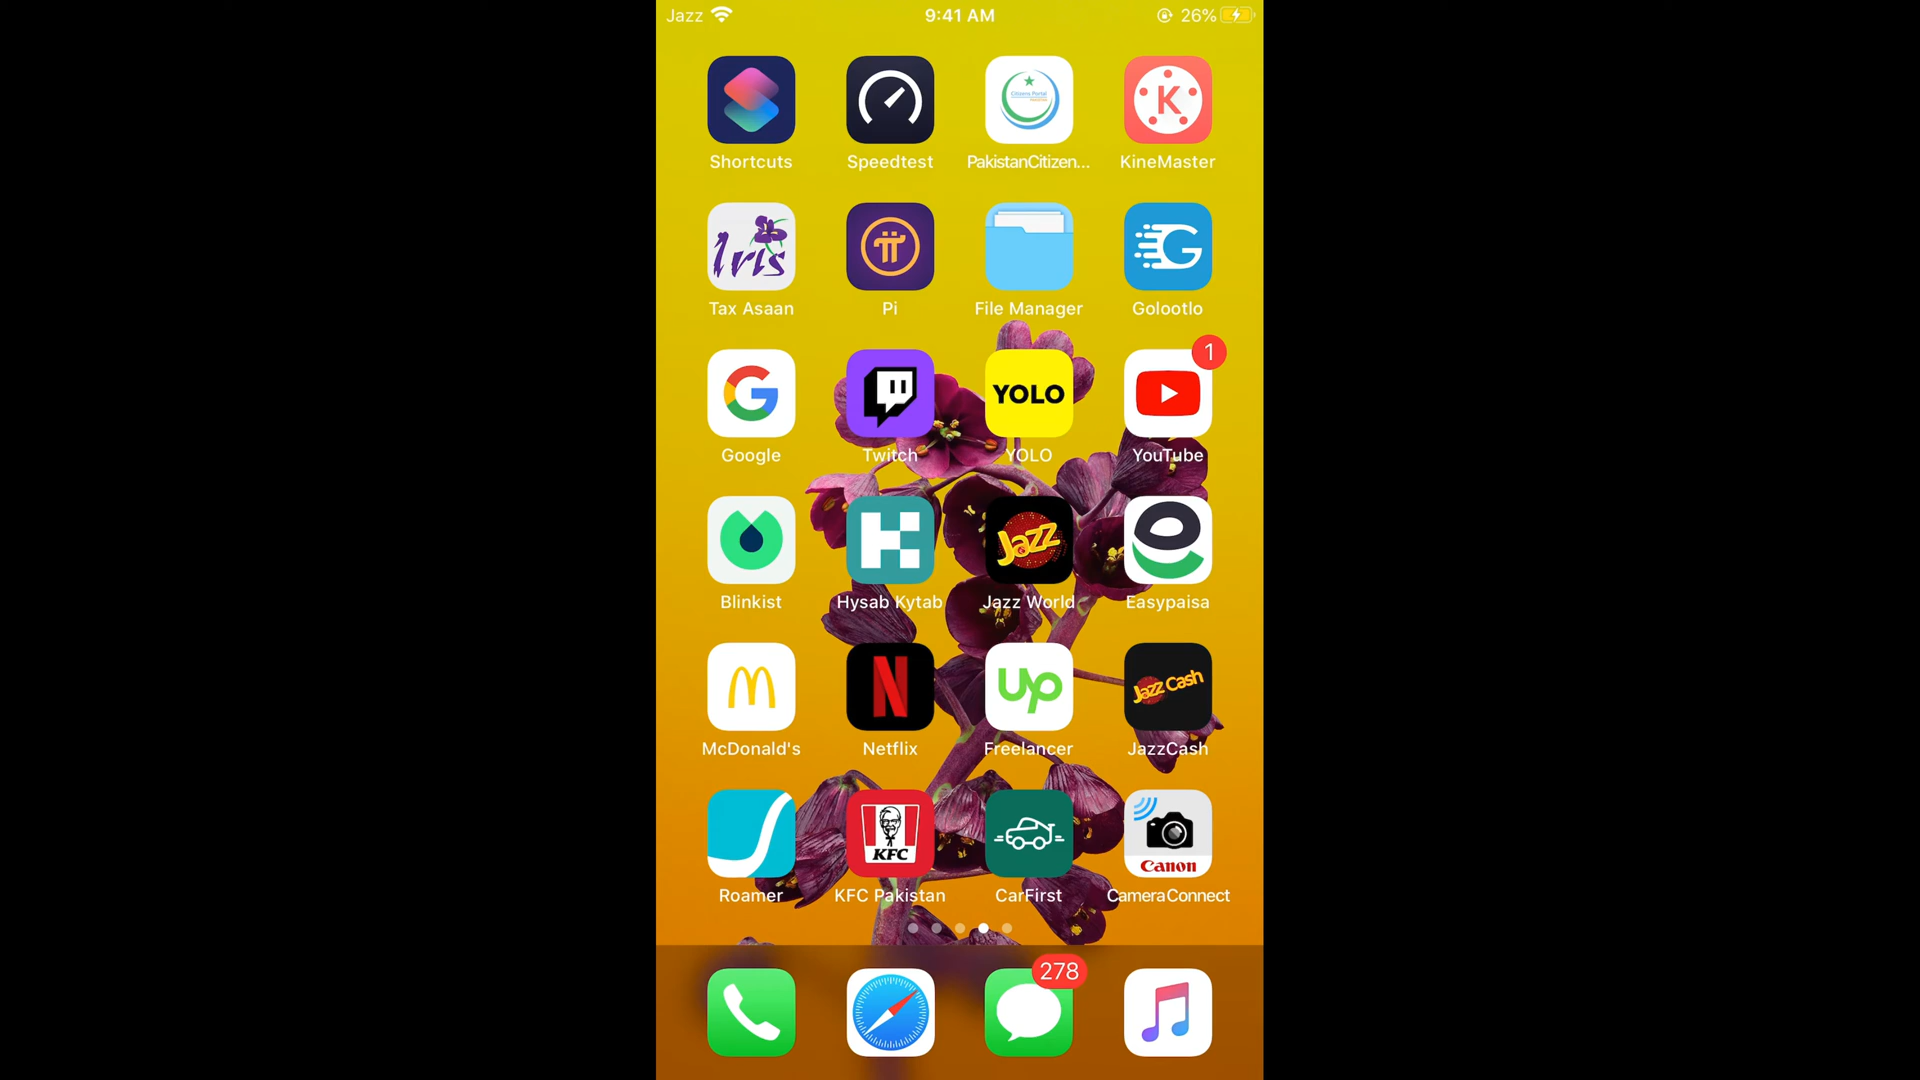 Jazz 9:41 AM 26%
Shortcuts Speedtest PakistanCitizen... KineMaster
Iris
Tax Asaan Pi File Manager Golootlo
YOLO 1
Google Twitch YOLO YouTube
Jazz
Blinkist Hysab Kytab Jazz World Easypaisa
Up Jazz Cash
McDonald's Netflix Freelancer JazzCash
KFC Canon
Roamer KFC Pakistan CarFirst CameraConnect
278